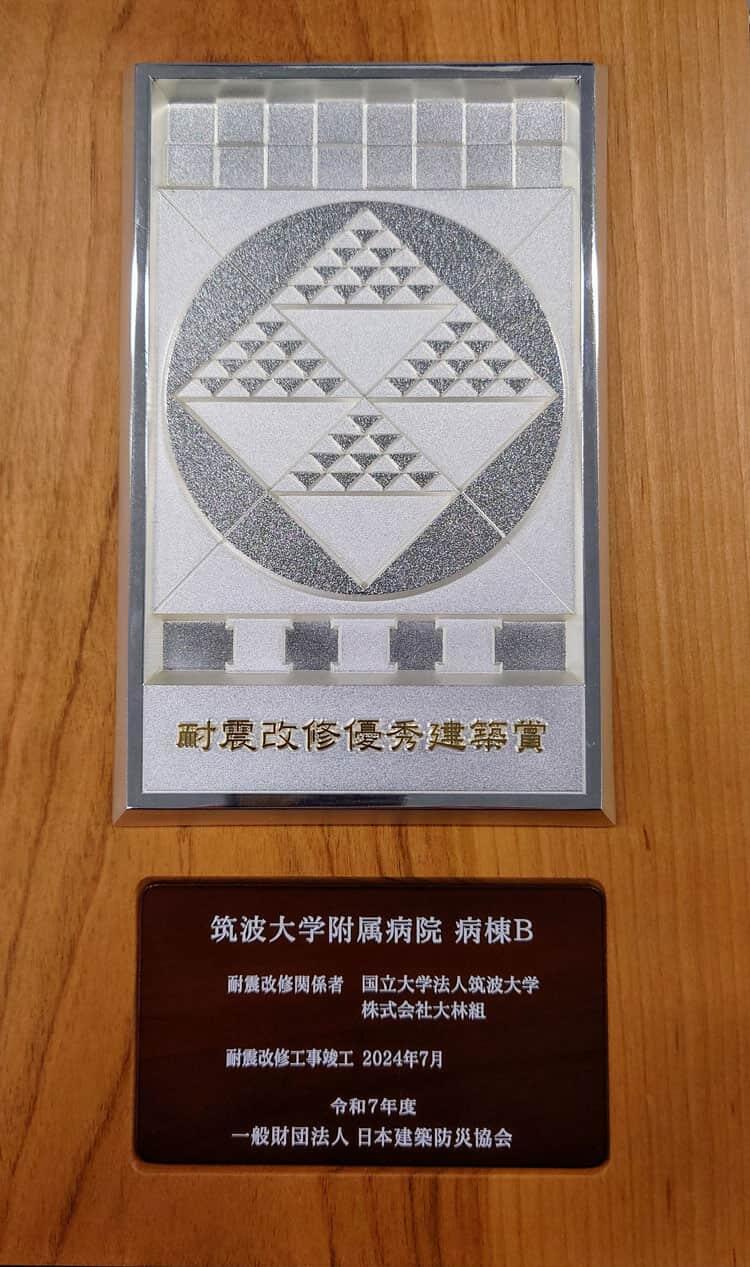 耐震改修優秀建築賞
筑波大学附属病院 病棟B
耐震改修関係者 国立大学法人筑波大学
株式会社大林組
耐震改修工事竣工 2024年7月
令和7年度
一般財団法人 日本建築防災協会